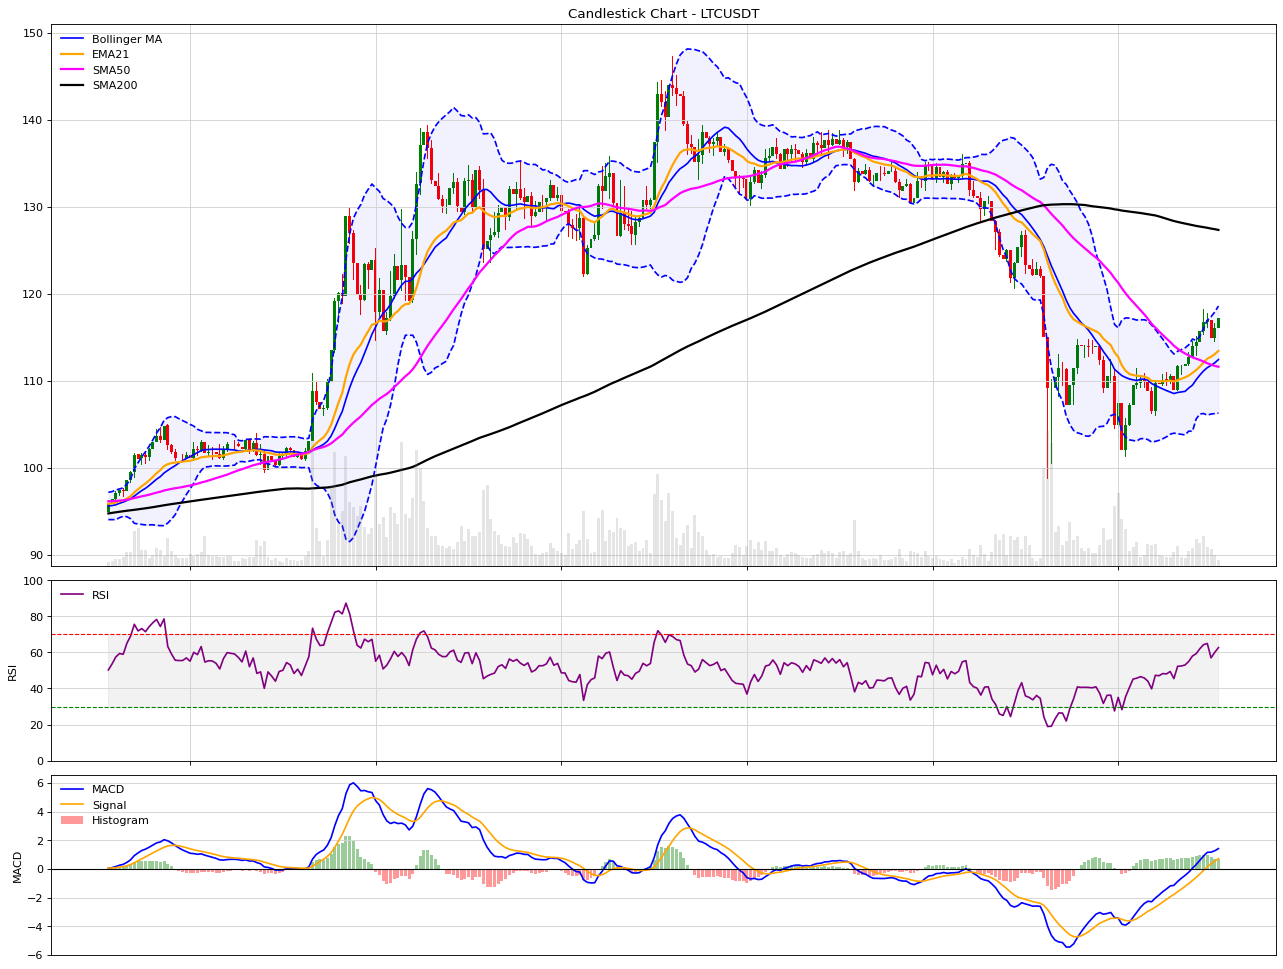 Candlestick Chart - LTCUSDT
150
140
130
120
110
100
90
Bollinger MA
EMA21
SMA50
SMA200
100
80
60
40
20
0
RSI
RSI
6
4
2
0
−2
−4
−6
MACD
MACD
Signal
Histogram